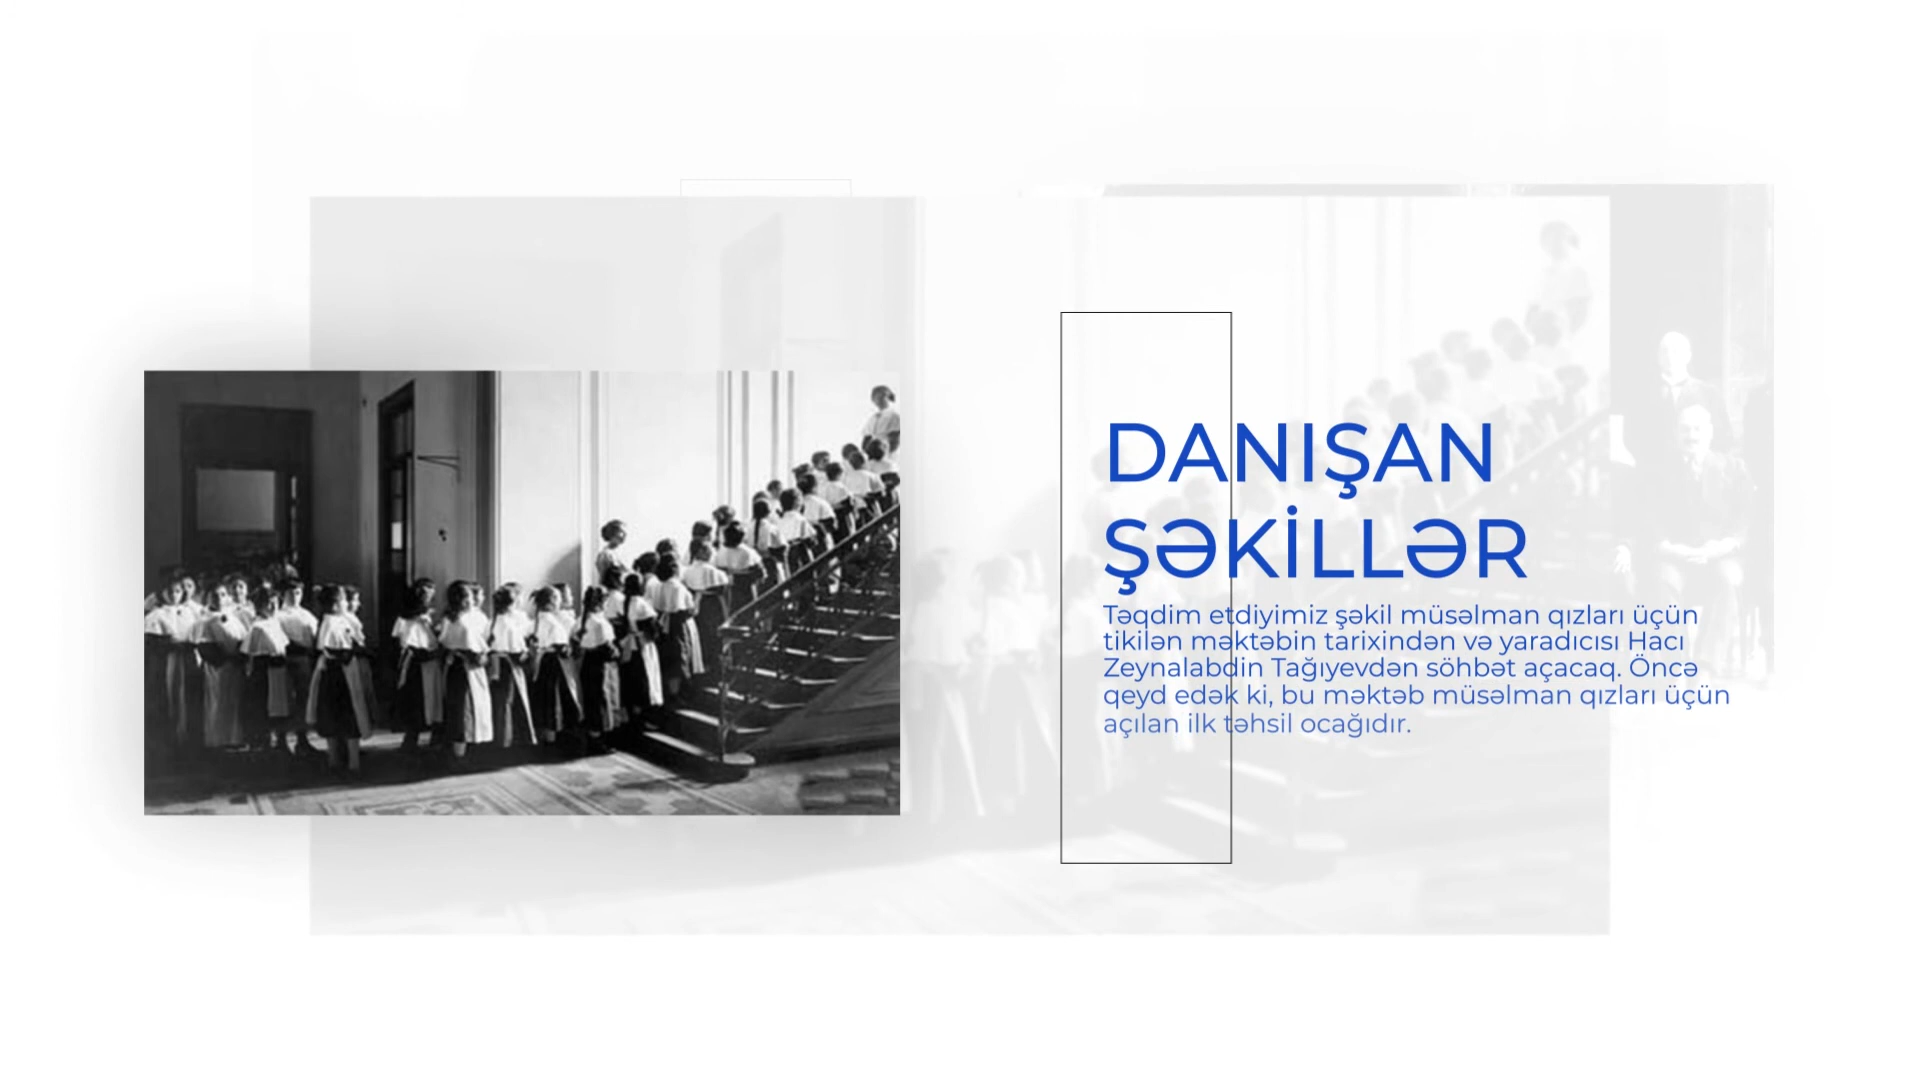 DANIŞAN
ŞƏKİLLƏR
Təqdim etdiyimiz şəkil müsəlman qızları üçün
tikilən məktəbin tarixindən və yaradıcısı Hacı
Zeynalabdin Tağıyevdən söhbət açacaq. Öncə
qeyd edək ki, bu məktəb müsəlman qızları üçün
açılan ilk təhsil ocağıdır.